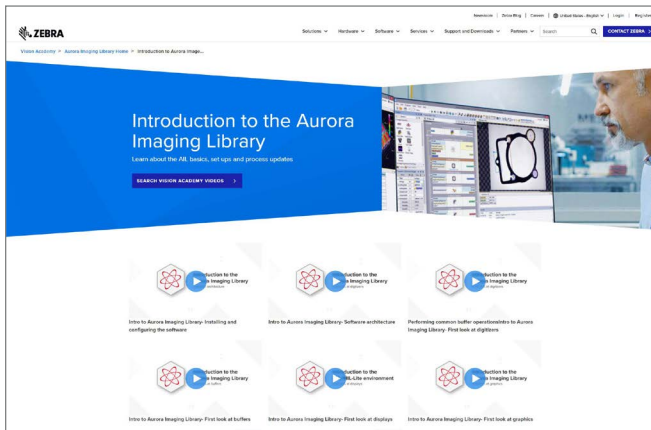 Newsroom | Zebra Blog | Careers | United States - English | Login | Register
ZEBRA
Solutions Hardware Software Services Support and Downloads Partners Search CONTACT ZEBRA
Vision Academy > Aurora Imaging Library Home > Introduction to Aurora Image...
Introduction to the Aurora
Imaging Library
Learn about the AIL basics, set ups and process updates
SEARCH VISION ACADEMY VIDEOS >
Intro to Aurora Imaging Library- Installing and
configuring the software
Intro to Aurora Imaging Library- Software architecture
Performing common buffer operationsIntro to Aurora
Imaging Library- First look at digitizers
Intro to Aurora Imaging Library- First look at buffers
Intro to Aurora Imaging Library- First look at displays
Intro to Aurora Imaging Library- First look at graphics